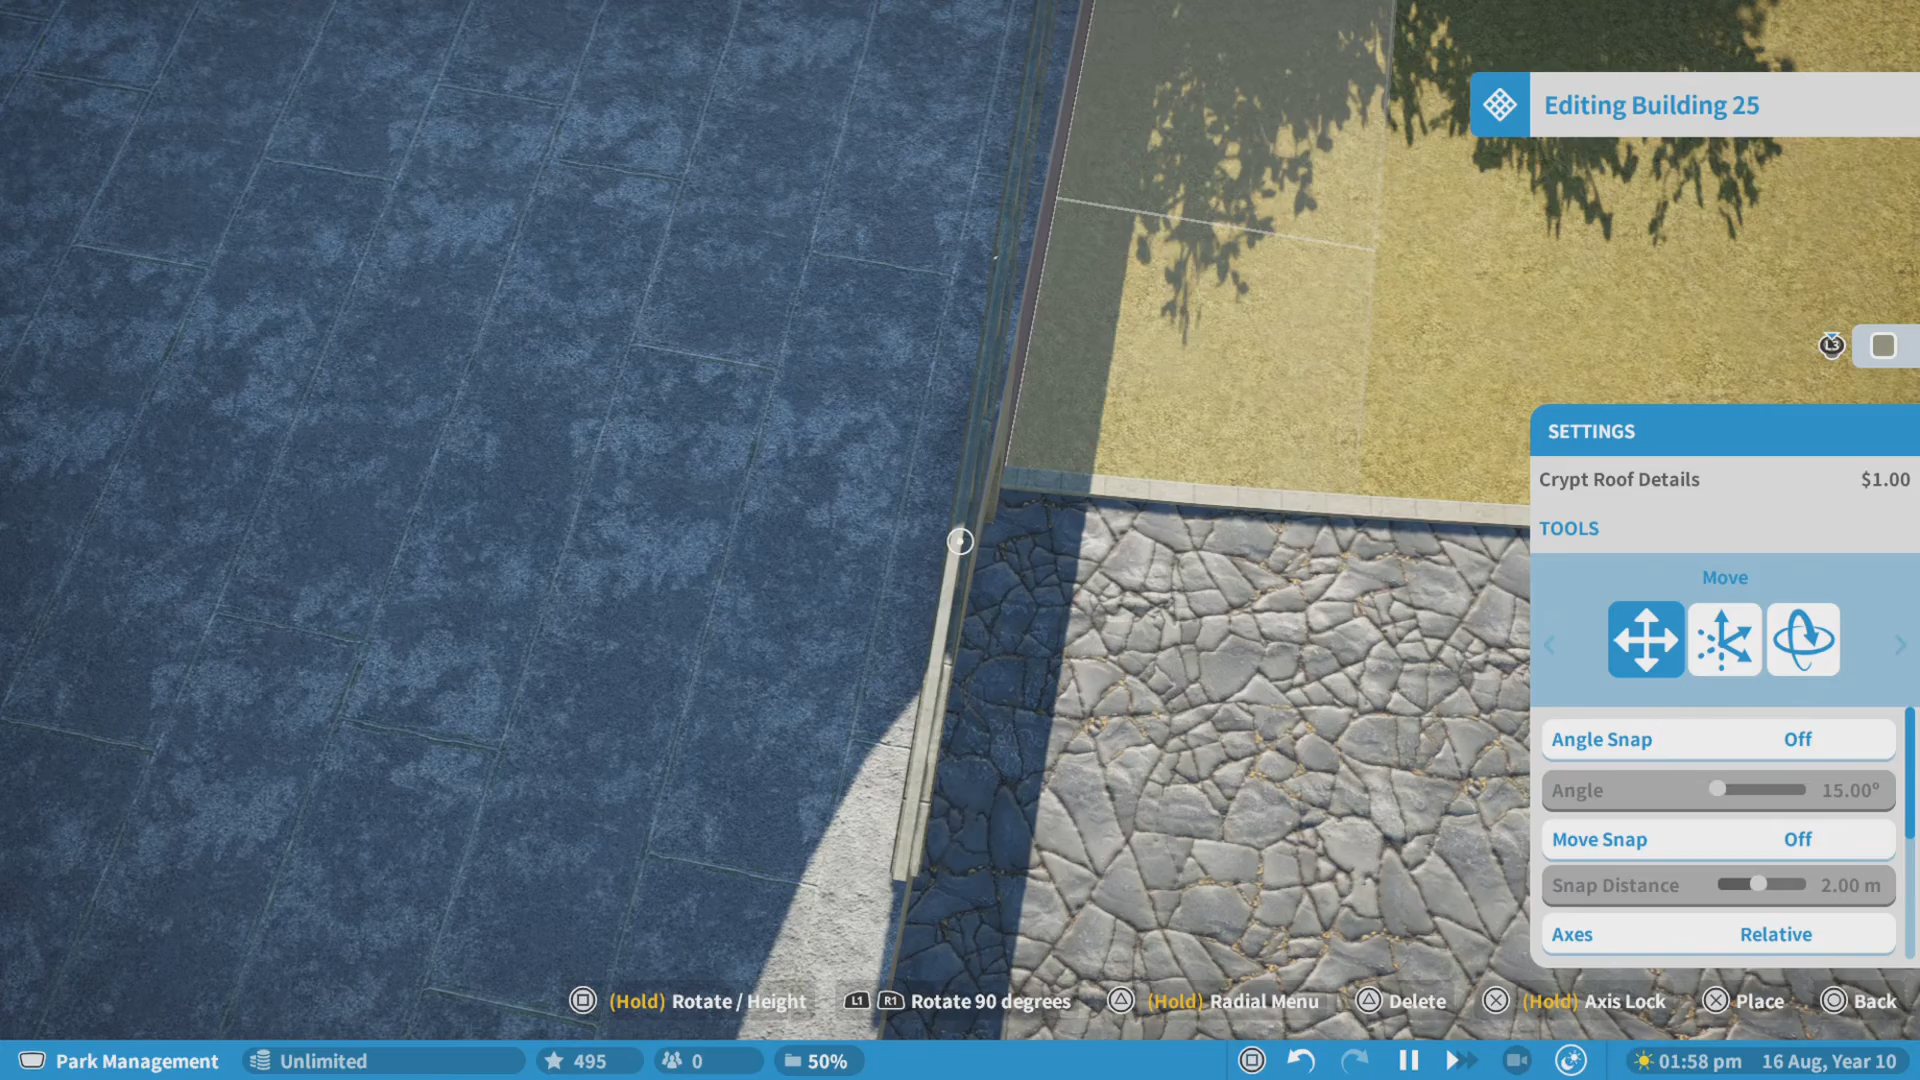 Editing Building 25
L3
SETTINGS
Crypt Roof Details $1.00
TOOLS
Move
Angle Snap Off
Angle 15.00°
Move Snap Off
Snap Distance 2.00 m
Axes Relative
(Hold) Rotate / Height L1 R1 Rotate 90 degrees (Hold) Radial Menu Delete (Hold) Axis Lock Place Back
Park Management Unlimited 495 0 50% 01:58 pm 16 Aug, Year 10